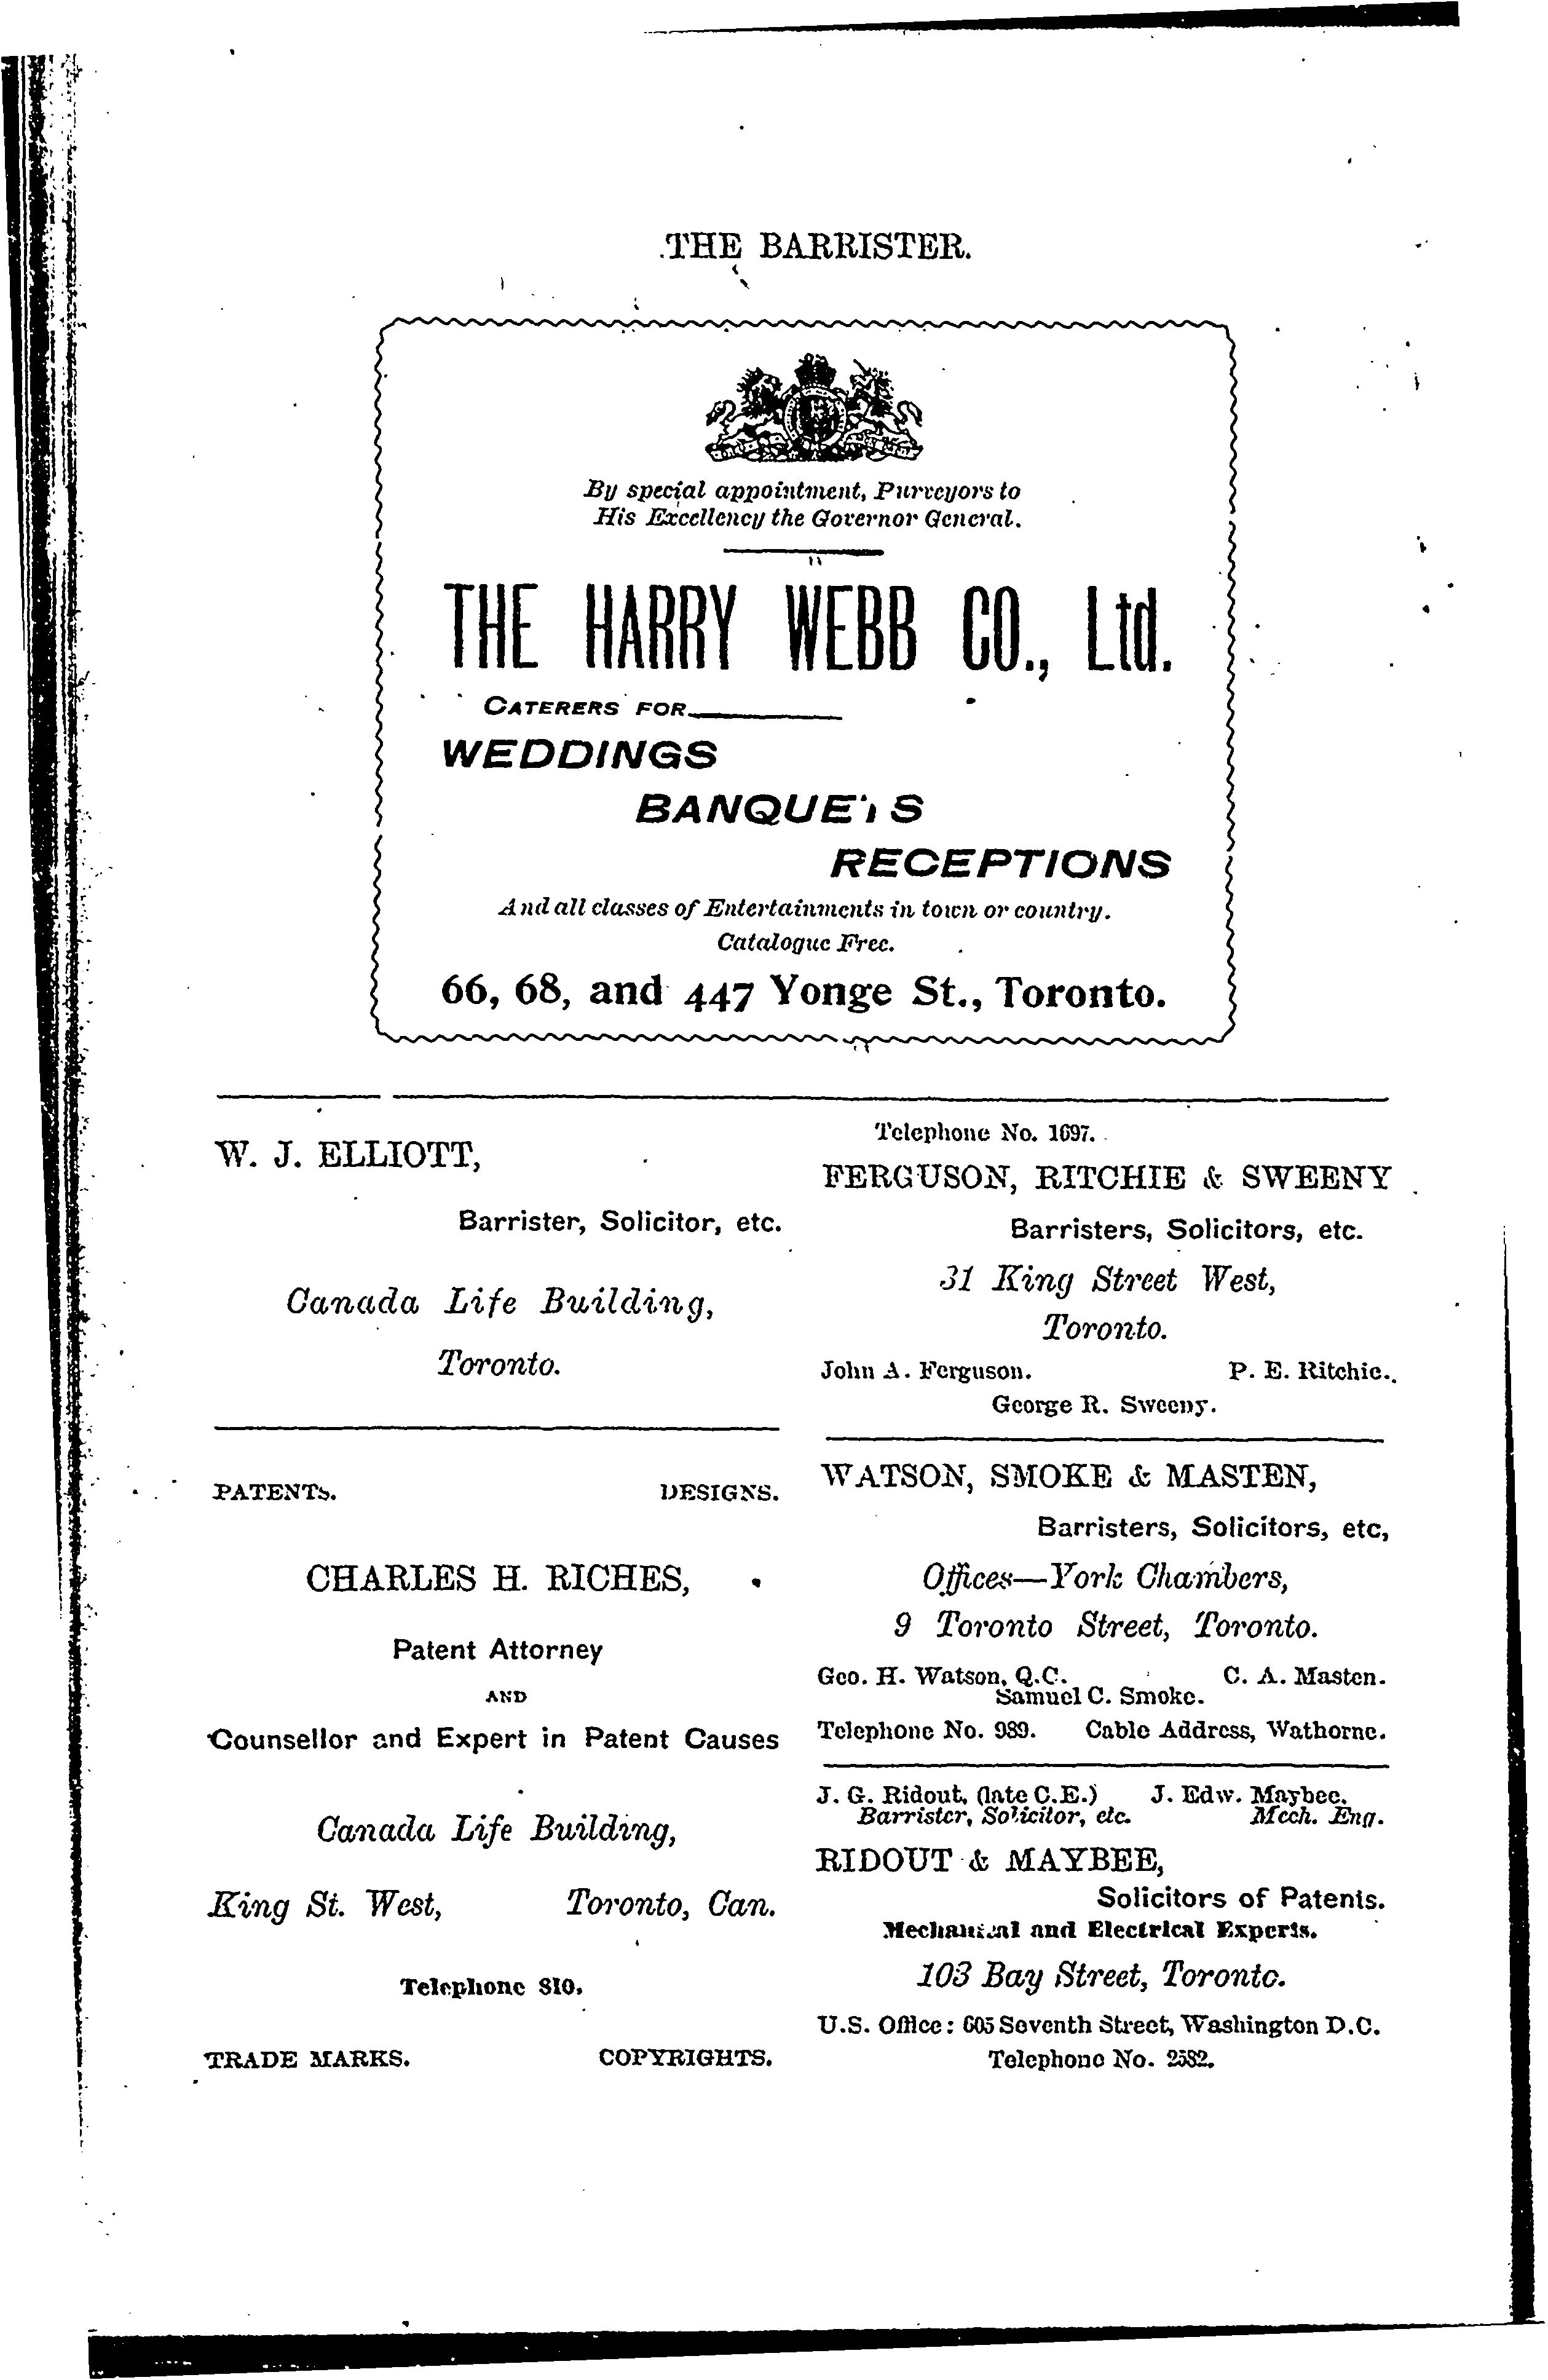 THE BARRISTER.
By special appointment, Purveyors to
His Excellency the Governor General.
THE HARRY WEBB CO., Ltd.
CATERERS FOR
WEDDINGS
BANQUETS
RECEPTIONS
And all classes of Entertainments in town or country.
Catalogue Free.
66, 68, and 447 Yonge St., Toronto.
W. J. ELLIOTT,
Barrister, Solicitor, etc.
Canada Life Building,
Toronto.
PATENTS. DESIGNS.
CHARLES H. RICHES,
Patent Attorney
AND
Counsellor and Expert in Patent Causes
Canada Life Building,
King St. West, Toronto, Can.
Telephone 810.
TRADE MARKS. COPYRIGHTS.
Telephone No. 1697.
FERGUSON, RITCHIE & SWEENY
Barristers, Solicitors, etc.
31 King Street West,
Toronto.
John A. Ferguson. P. E. Ritchie.
George R. Sweeny.
WATSON, SMOKE & MASTEN,
Barristers, Solicitors, etc,
Offices—York Chambers,
9 Toronto Street, Toronto.
Geo. H. Watson, Q.C. C. A. Masten.
Samuel C. Smoke.
Telephone No. 989. Cable Address, Wathorne.
J. G. Ridout, (late C.E.) J. Edw. Maybee.
Barrister, Solicitor, etc. Mech. Eng.
RIDOUT & MAYBEE,
Solicitors of Patents.
Mechanical and Electrical Experts.
103 Bay Street, Toronto.
U.S. Office: 605 Seventh Street, Washington D.C.
Telephone No. 2582.